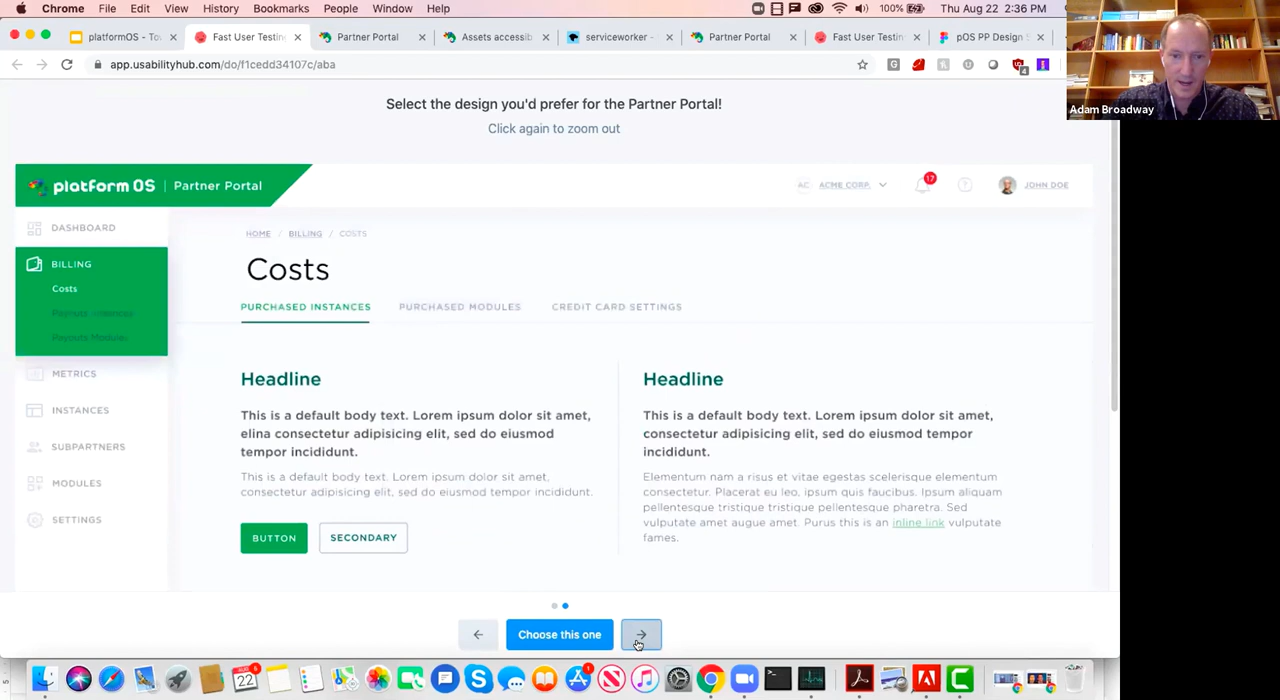 Chrome File Edit View History Bookmarks People Window Help 100% Thu Aug 22 2:36 PM
platformOS - Tow
Fast User Testin
Partner Portal
Assets accessib
serviceworker -
Partner Portal
Fast User Testin
pOS PP Design S
app.usabilityhub.com/do/f1cedd34107c/aba
Adam Broadway
Select the design you'd prefer for the Partner Portal!
Click again to zoom out
platform OS | Partner Portal
AC ACME CORP.
17
JOHN DOE
DASHBOARD
BILLING
Costs
Partner Instances
Payouts Modules
METRICS
INSTANCES
SUBPARTNERS
MODULES
SETTINGS
HOME / BILLING / COSTS
Costs
PURCHASED INSTANCES PURCHASED MODULES CREDIT CARD SETTINGS
Headline
This is a default body text. Lorem ipsum dolor sit amet,
elina consectetur adipisicing elit, sed do eiusmod
tempor incididunt.
This is a default body text. Lorem ipsum dolor sit amet,
consectetur adipisicing elit, sed do eiusmod tempor incididunt.
BUTTON SECONDARY
Headline
This is a default body text. Lorem ipsum dolor sit amet,
consectetur adipisicing elit, sed do eiusmod tempor
incididunt.
Elementum nam a risus et vitae egestas scelerisque elementum
consectetur. Placerat eu leo, ipsum quis faucibus. Ipsum aliquam
pellentesque tristique tristique pellentesque pharetra. Sed
vulputate amet augue amet. Purus this is an inline link vulputate
fames.
Choose this one